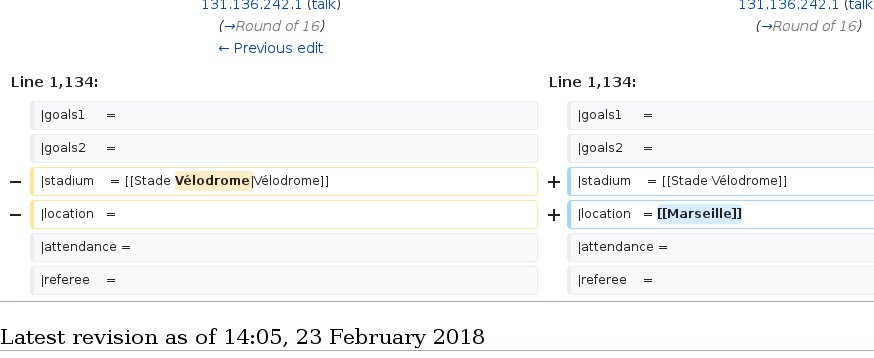 131.136.242.1 (talk) 131.136.242.1 (talk
(→Round of 16) (→Round of 16)
← Previous edit
Line 1,134: Line 1,134:
|goals1 = |goals1 =
|goals2 = |goals2 =
− |stadium = [[Stade Vélodrome|Vélodrome]] + |stadium = [[Stade Vélodrome]]
− |location = + |location = [[Marseille]]
|attendance = |attendance =
|referee = |referee =
Latest revision as of 14:05, 23 February 2018